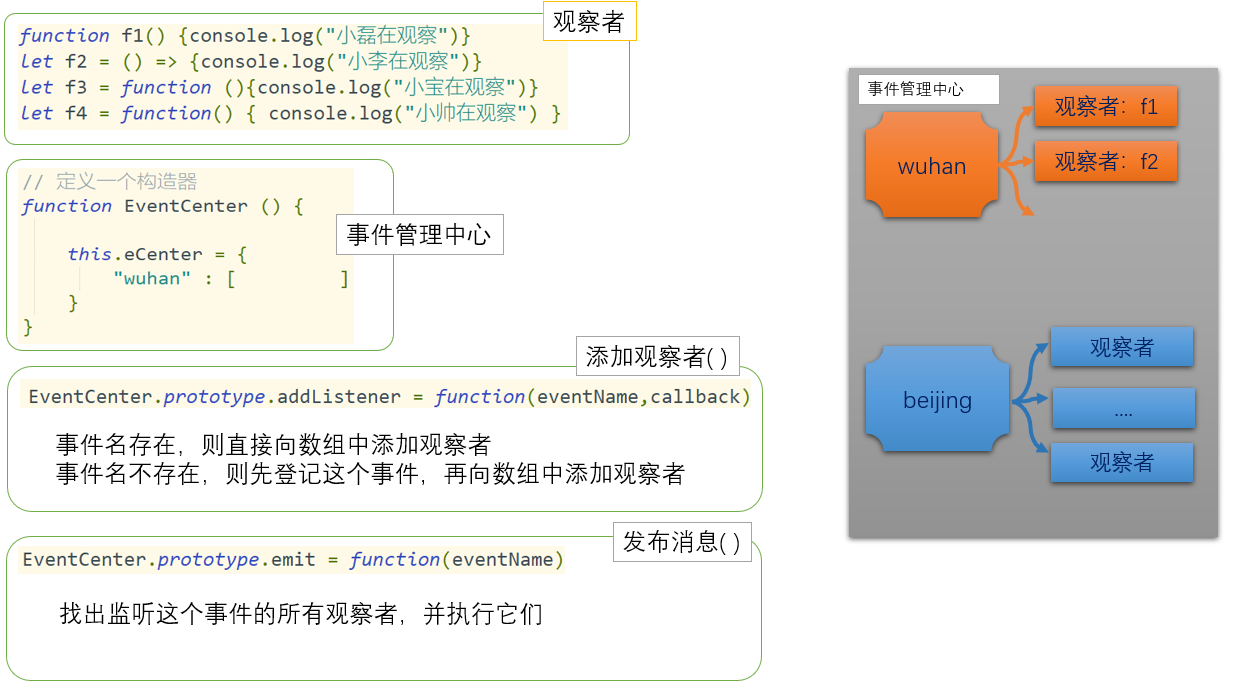 观察者
function f1() {console.log("小磊在观察")}
let f2 = () => {console.log("小李在观察")}
let f3 = function (){console.log("小宝在观察")}
let f4 = function() { console.log("小帅在观察") }
// 定义一个构造器
function EventCenter () {
事件管理中心
this.eCenter = {
"wuhan" : [ ]
}
}
添加观察者( )
EventCenter.prototype.addListener = function(eventName,callback)
事件名存在，则直接向数组中添加观察者
事件名不存在，则先登记这个事件，再向数组中添加观察者
发布消息( )
EventCenter.prototype.emit = function(eventName)
找出监听这个事件的所有观察者，并执行它们
事件管理中心
wuhan
观察者：f1
观察者：f2
beijing
观察者
....
观察者